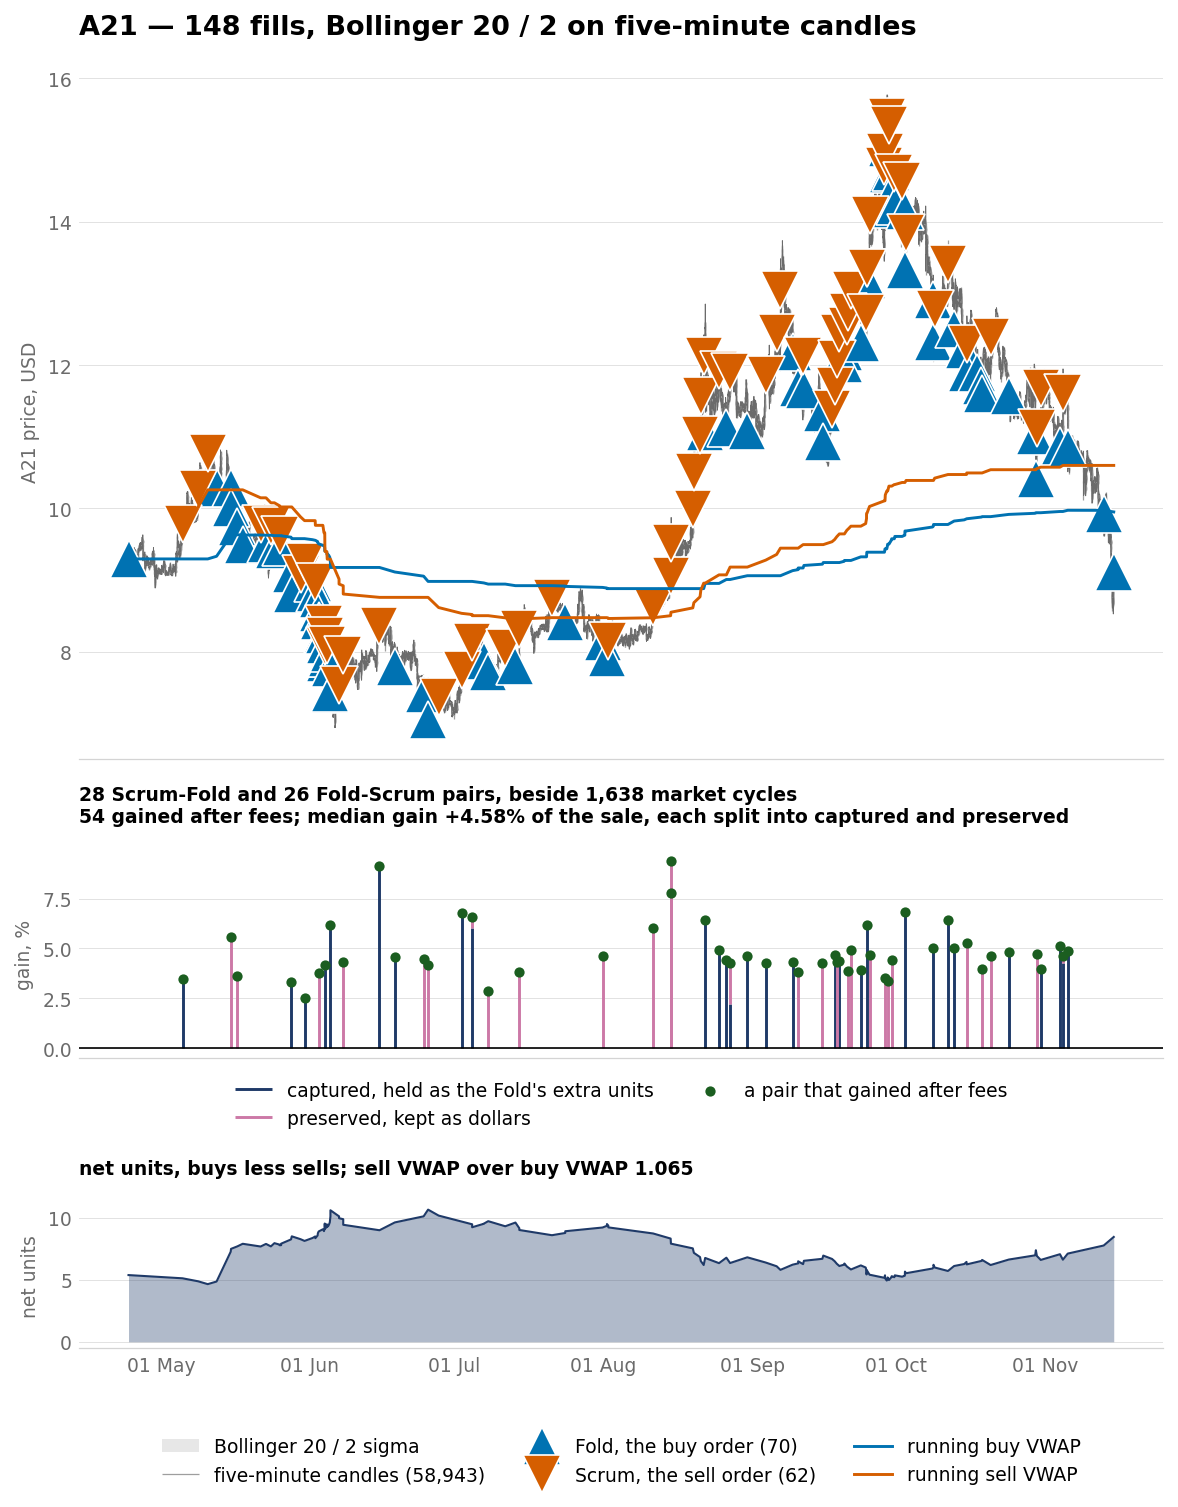 A21 — 148 fills, Bollinger 20 / 2 on five-minute candles
16
14
12
10
8
A21 price, USD
28 Scrum-Fold and 26 Fold-Scrum pairs, beside 1,638 market cycles
54 gained after fees; median gain +4.58% of the sale, each split into captured and preserved
7.5
5.0
2.5
0.0
gain, %
captured, held as the Fold's extra units
a pair that gained after fees
preserved, kept as dollars
net units, buys less sells; sell VWAP over buy VWAP 1.065
10
5
0
net units
01 May
01 Jun
01 Jul
01 Aug
01 Sep
01 Oct
01 Nov
Bollinger 20 / 2 sigma
Fold, the buy order (70)
running buy VWAP
five-minute candles (58,943)
Scrum, the sell order (62)
running sell VWAP